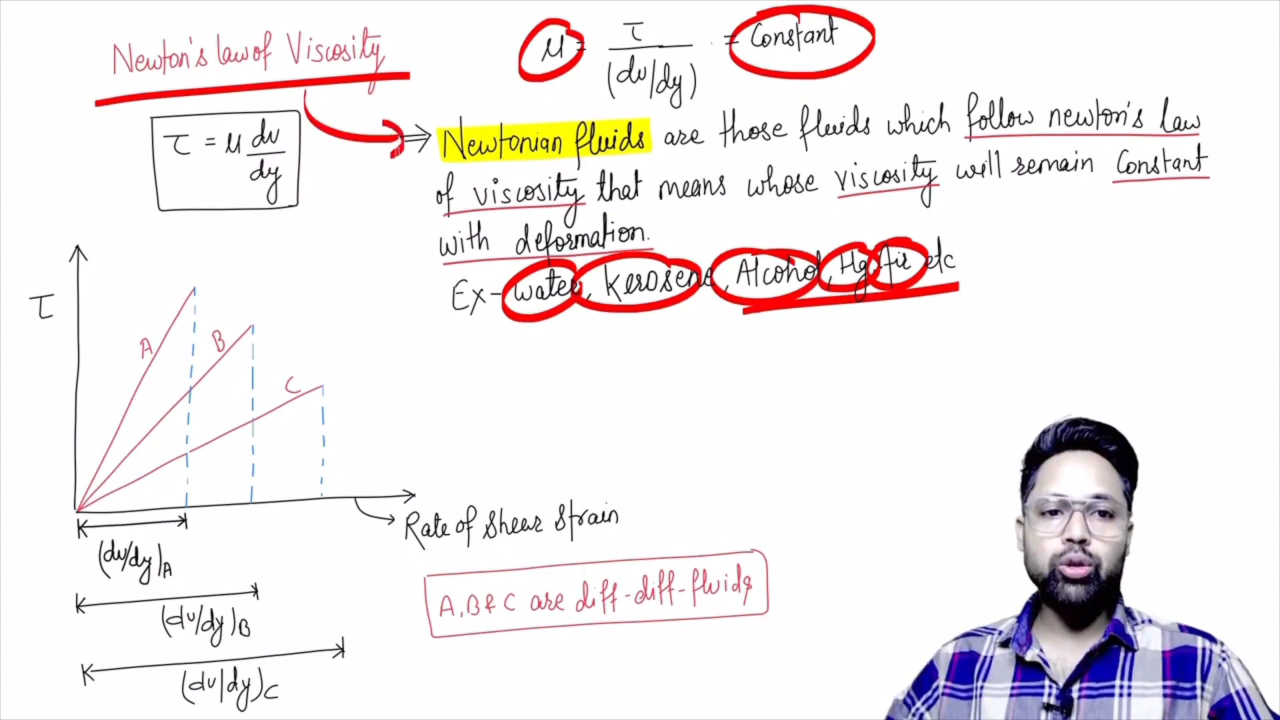 Newton's law of Viscosity
τ = μ du/dy
μ = τ/(du/dy) = Constant
⇒ Newtonian fluids are those fluids which follow newton's law
of viscosity that means whose viscosity will remain Constant
with deformation.
Ex- water, Kerosene, Alcohol, Hg, Air etc
τ
A
B
C
Rate of Shear Strain
(du/dy)A
(du/dy)B
(du/dy)C
A, B & C are diff-diff-fluids